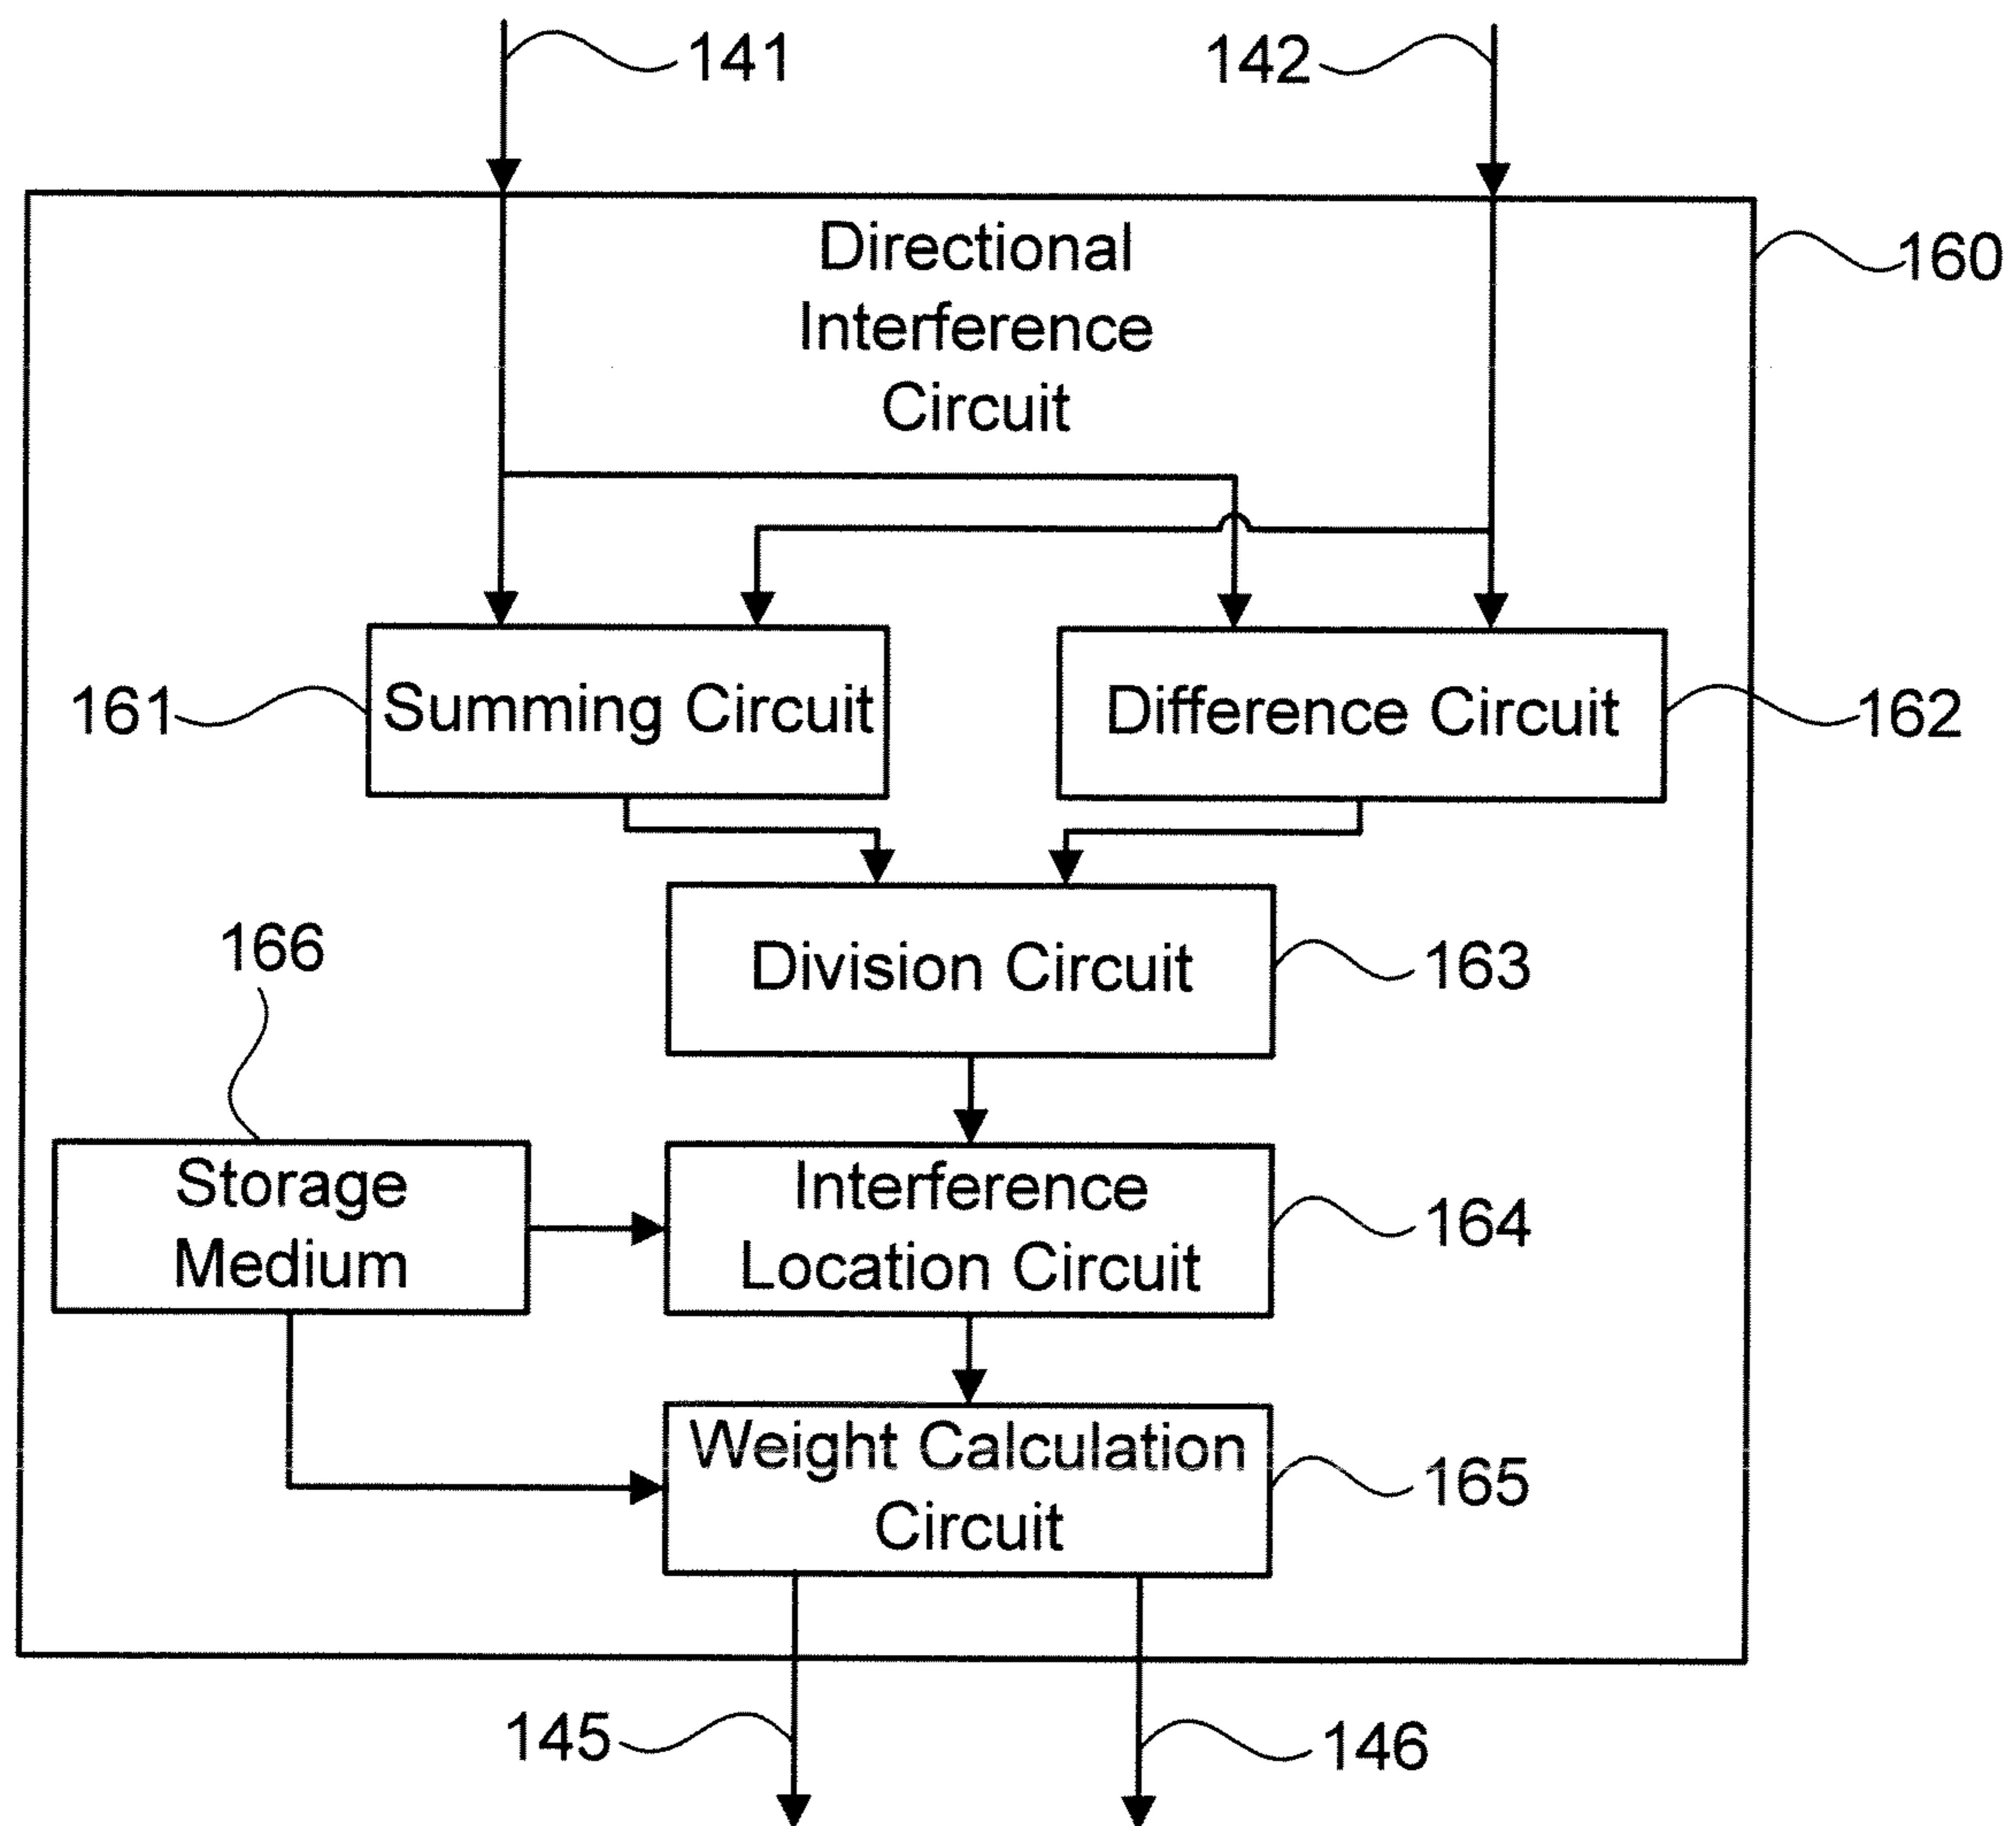 141
142
Directional
Interference
Circuit
160
161
Summing Circuit
Difference Circuit
162
Division Circuit
163
166
Storage
Medium
Interference
Location Circuit
164
Weight Calculation
Circuit
165
145
146